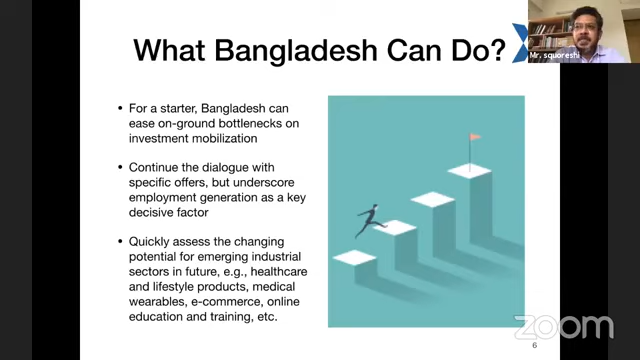 What Bangladesh Can Do?
Mr. squoreshi
• For a starter, Bangladesh can
ease on-ground bottlenecks on
investment mobilization
• Continue the dialogue with
specific offers, but underscore
employment generation as a key
decisive factor
• Quickly assess the changing
potential for emerging industrial
sectors in future, e.g., healthcare
and lifestyle products, medical
wearables, e-commerce, online
education and training, etc.
zoom
6